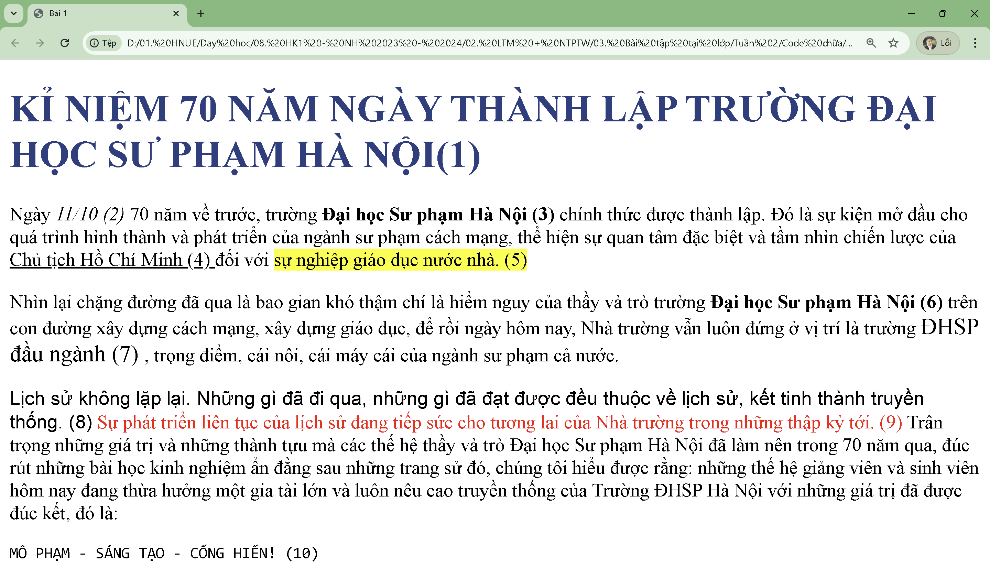 Bài 1
Tệp
D:/01.%20HNUE/Day%20hoc/08.%20HK1%20-%20NH%202023%20-%202024/02.%20LTM%20+%20NTPTW/03.%20Bài%20tập%20tại%20lớp/Tuần%202/Code%20chữa/...
Lỗi
KỈ NIỆM 70 NĂM NGÀY THÀNH LẬP TRƯỜNG ĐẠI
HỌC SƯ PHẠM HÀ NỘI(1)
Ngày 11/10 (2) 70 năm về trước, trường Đại học Sư phạm Hà Nội (3) chính thức được thành lập. Đó là sự kiện mở đầu cho
quá trình hình thành và phát triển của ngành sư phạm cách mạng, thể hiện sự quan tâm đặc biệt và tầm nhìn chiến lược của
Chủ tịch Hồ Chí Minh (4) đối với sự nghiệp giáo dục nước nhà. (5)
Nhìn lại chặng đường đã qua là bao gian khó thậm chí là hiểm nguy của thầy và trò trường Đại học Sư phạm Hà Nội (6) trên
con đường xây dựng cách mạng, xây dựng giáo dục, để rồi ngày hôm nay, Nhà trường vẫn luôn đứng ở vị trí là trường ĐHSP
đầu ngành (7) , trọng điểm, cái nôi, cái máy cái của ngành sư phạm cả nước.
Lịch sử không lặp lại. Những gì đã đi qua, những gì đã đạt được đều thuộc về lịch sử, kết tinh thành truyền
thống. (8) Sự phát triển liên tục của lịch sử đang tiếp sức cho tương lai của Nhà trường trong những thập kỷ tới. (9) Trân
trọng những giá trị và những thành tựu mà các thế hệ thầy và trò Đại học Sư phạm Hà Nội đã làm nên trong 70 năm qua, đúc
rút những bài học kinh nghiệm ẩn đằng sau những trang sử đó, chúng tôi hiểu được rằng: những thế hệ giảng viên và sinh viên
hôm nay đang thừa hưởng một gia tài lớn và luôn nêu cao truyền thống của Trường ĐHSP Hà Nội với những giá trị đã được
đúc kết, đó là:
MÔ PHẠM - SÁNG TẠO - CỐNG HIẾN! (10)